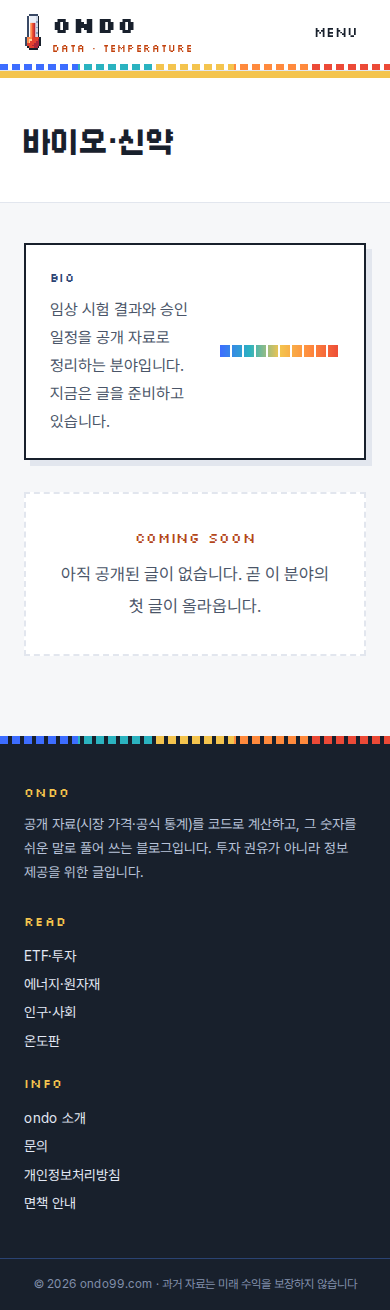 ONDO
DATA · TEMPERATURE
MENU
바이오·신약
BIO
임상 시험 결과와 승인
일정을 공개 자료로
정리하는 분야입니다.
지금은 글을 준비하고
있습니다.
COMING SOON
아직 공개된 글이 없습니다. 곧 이 분야의
첫 글이 올라옵니다.
ONDO
공개 자료(시장 가격·공식 통계)를 코드로 계산하고, 그 숫자를
쉬운 말로 풀어 쓰는 블로그입니다. 투자 권유가 아니라 정보
제공을 위한 글입니다.
READ
ETF·투자
에너지·원자재
인구·사회
온도판
INFO
ondo 소개
문의
개인정보처리방침
면책 안내
© 2026 ondo99.com · 과거 자료는 미래 수익을 보장하지 않습니다